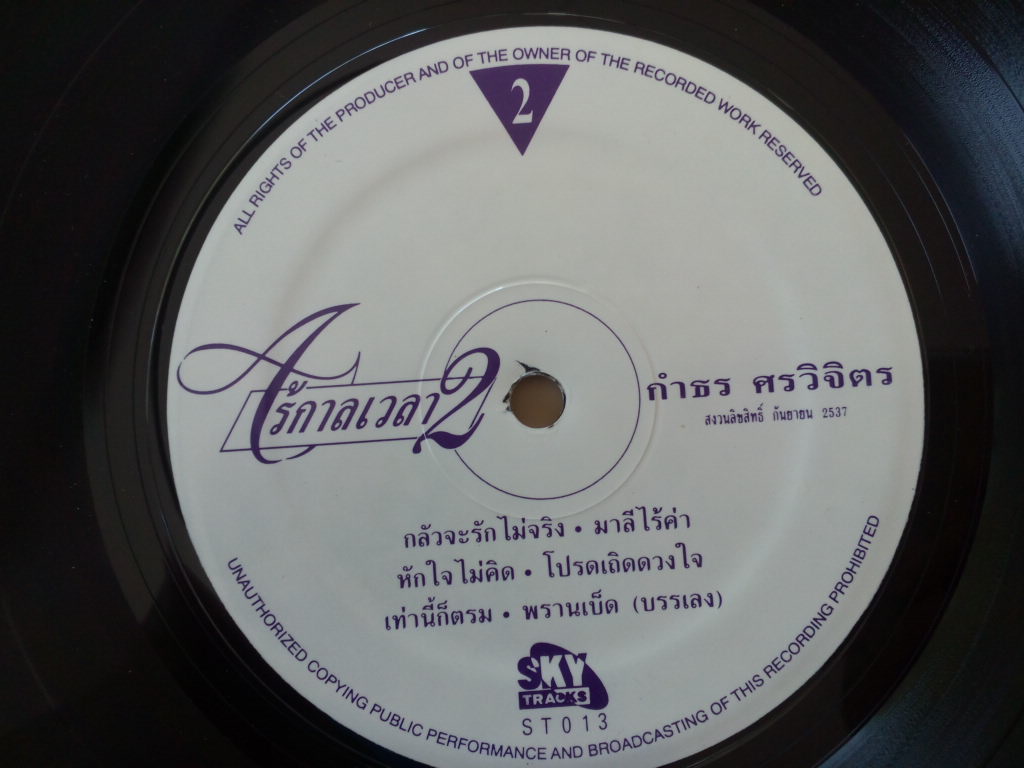 ALL RIGHTS OF THE PRODUCER AND OF THE OWNER OF THE RECORDED WORK RESERVED
2
ไร้กาลเวลา 2
กำธร ศรวิจิตร
สงวนลิขสิทธิ์ กันยายน 2537
กลัวจะรักไม่จริง • มาลีไร้ค่า
หักใจไม่คิด • โปรดเถิดดวงใจ
เท่านี้ก็ตรม • พรานเบ็ด (บรรเลง)
SKY
TRACKS
ST013
UNAUTHORIZED COPYING PUBLIC PERFORMANCE AND BROADCASTING OF THIS RECORDING PROHIBITED